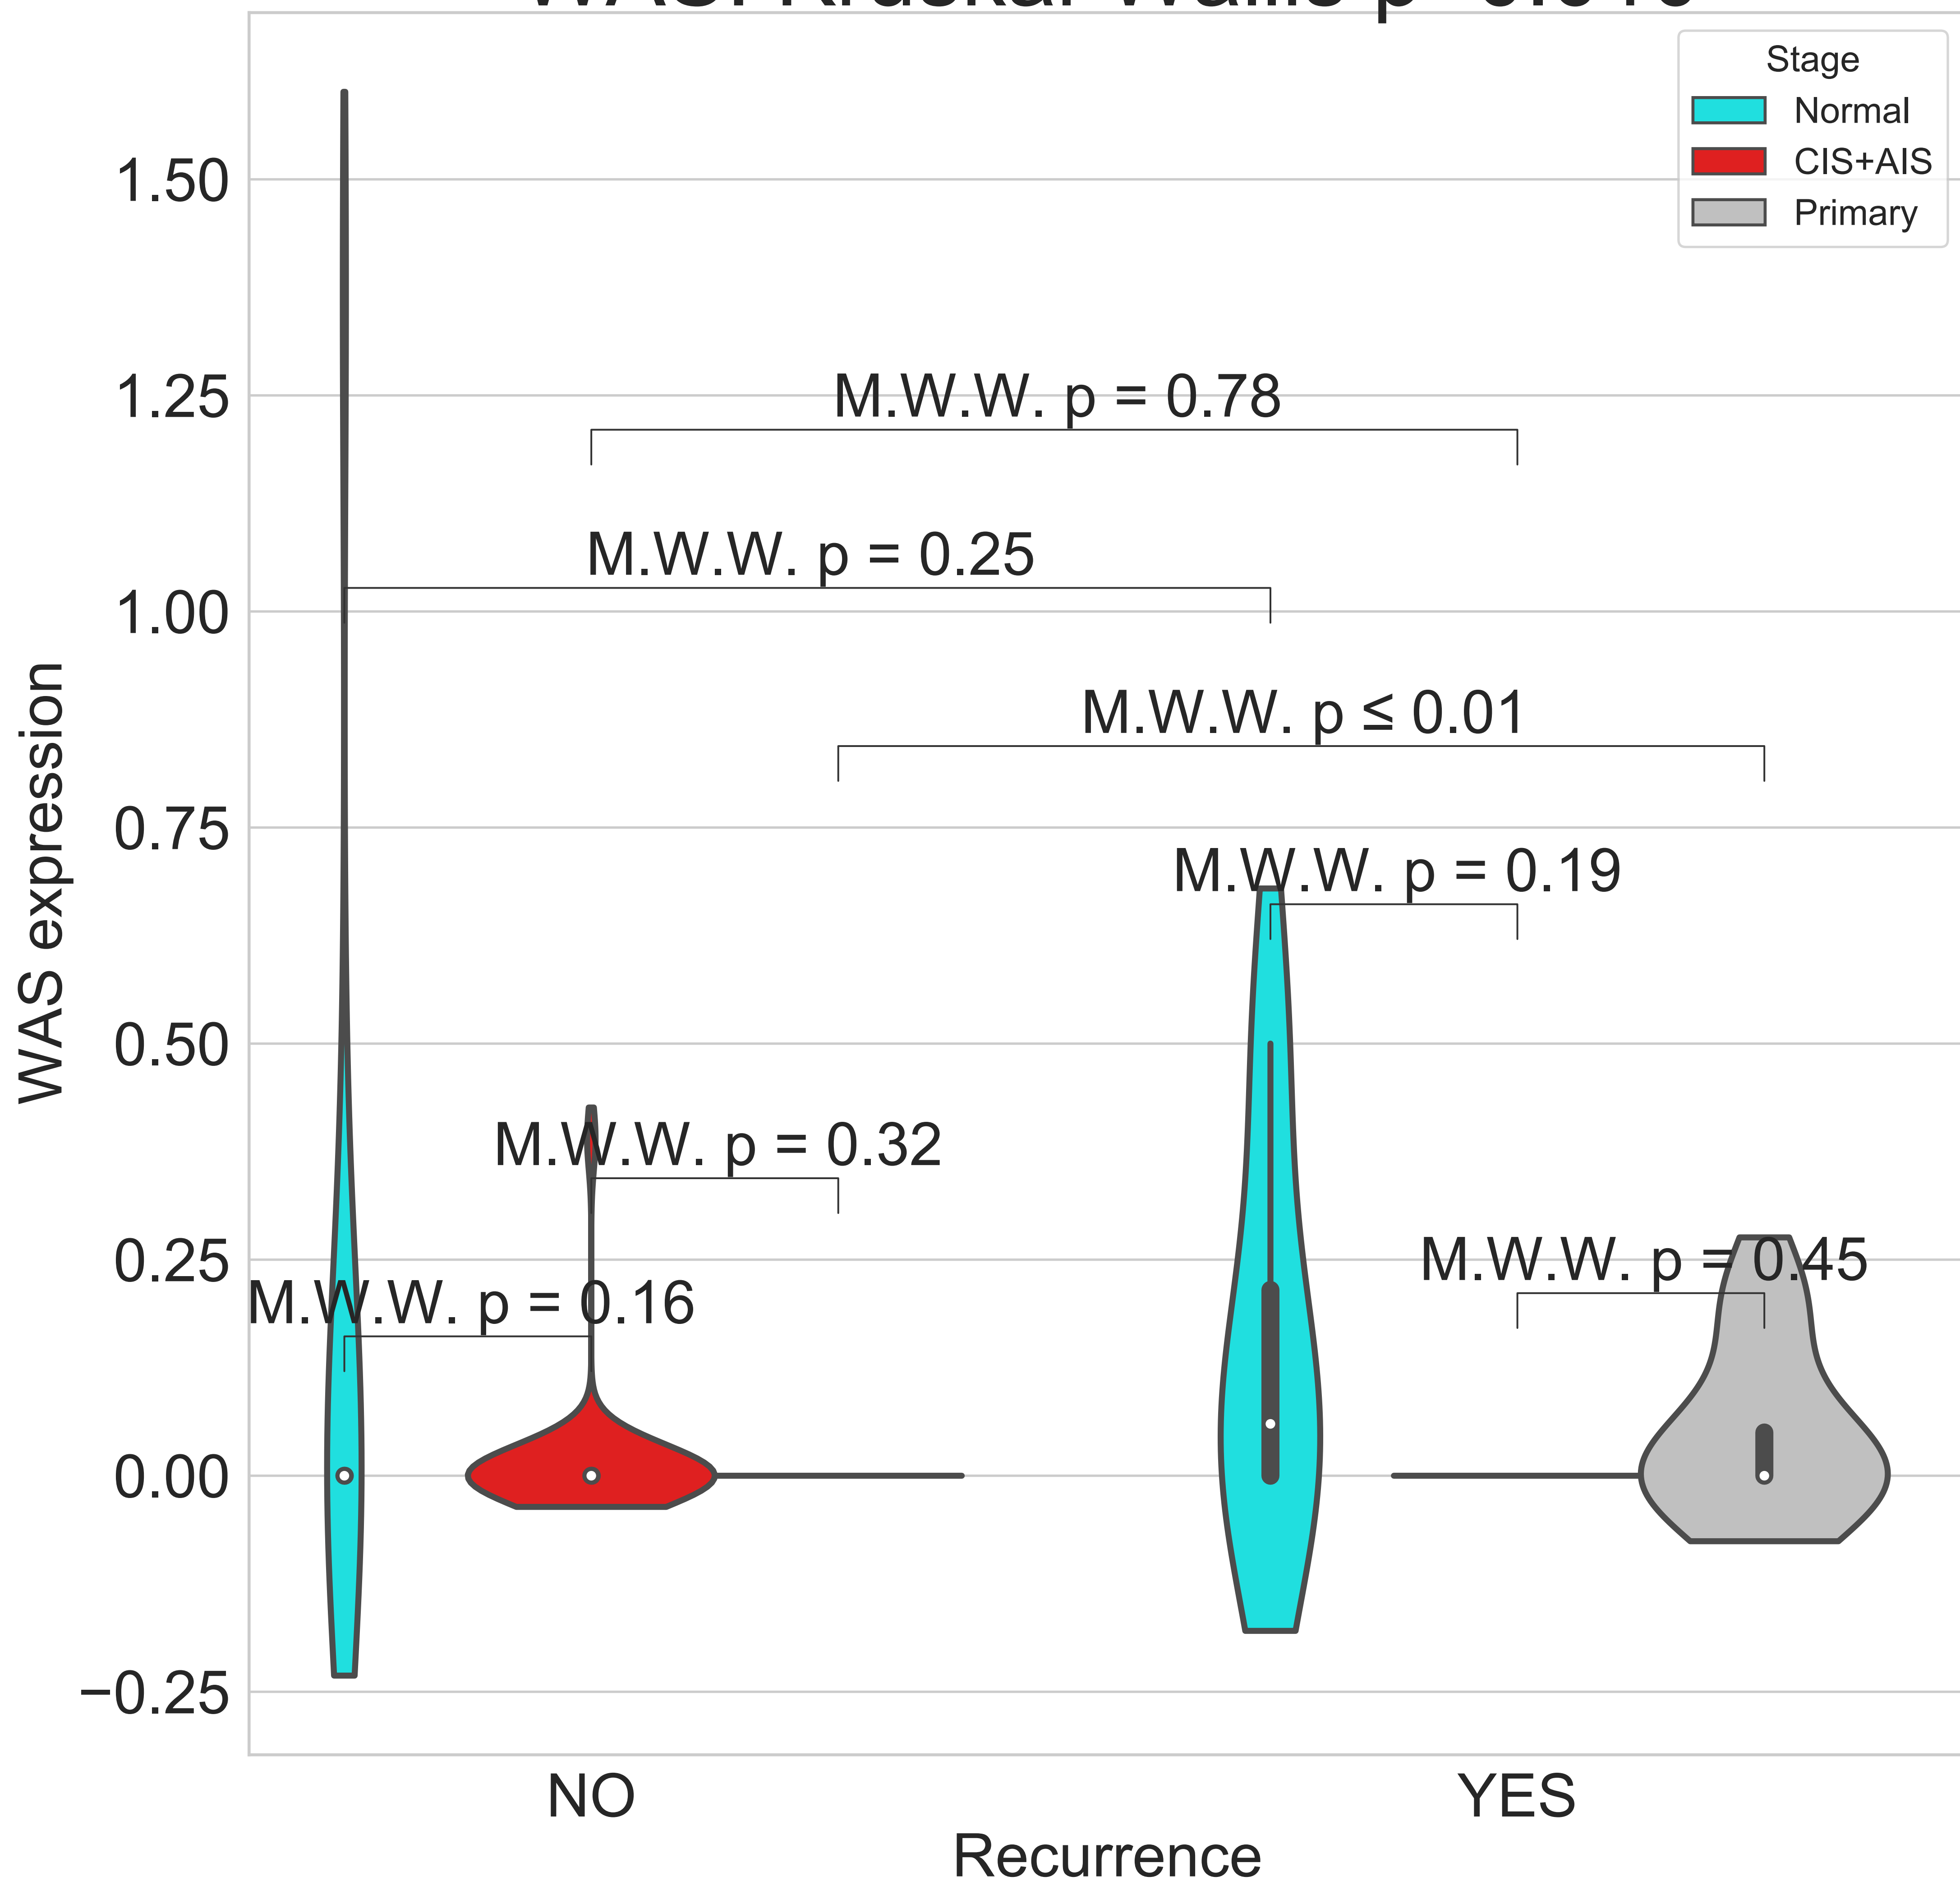 Stage
Normal
CIS+AIS
Primary
1.50
1.25
1.00
0.75
0.50
0.25
0.00
−0.25
WAS expression
M.W.W. p = 0.78
M.W.W. p = 0.25
M.W.W. p ≤ 0.01
M.W.W. p = 0.19
M.W.W. p = 0.32
M.W.W. p = 0.45
M.W.W. p = 0.16
NO
YES
Recurrence